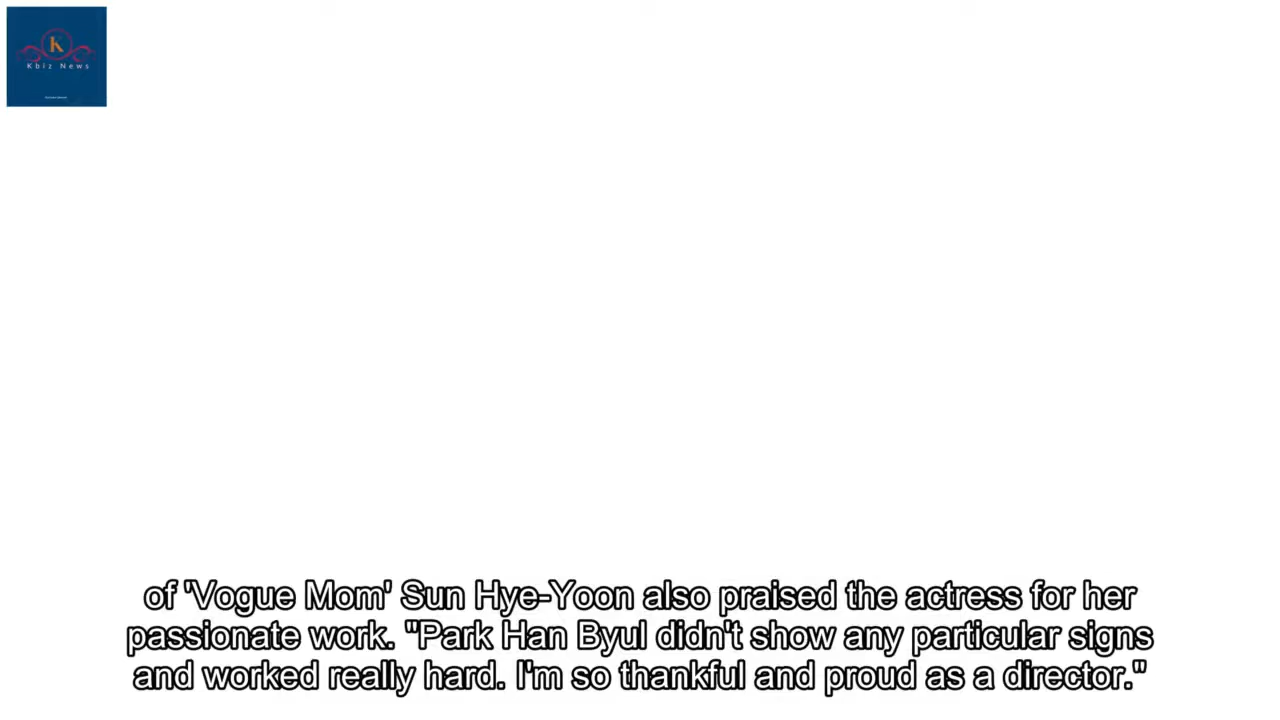 K
Kbiz News
of 'Vogue Mom' Sun Hye-Yoon also praised the actress for her
passionate work. "Park Han Byul didn't show any particular signs
and worked really hard. I'm so thankful and proud as a director."